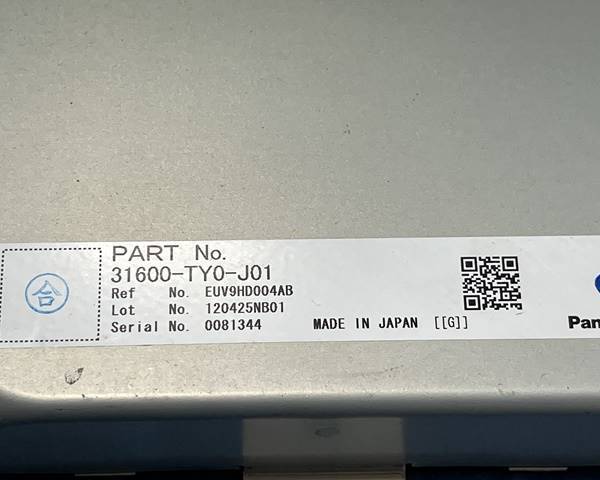 合
PART No.
31600-TY0-J01
Ref No. EUV9HD004AB
Lot No. 120425NB01
Serial No. 0081344
MADE IN JAPAN [[G]]
Pan